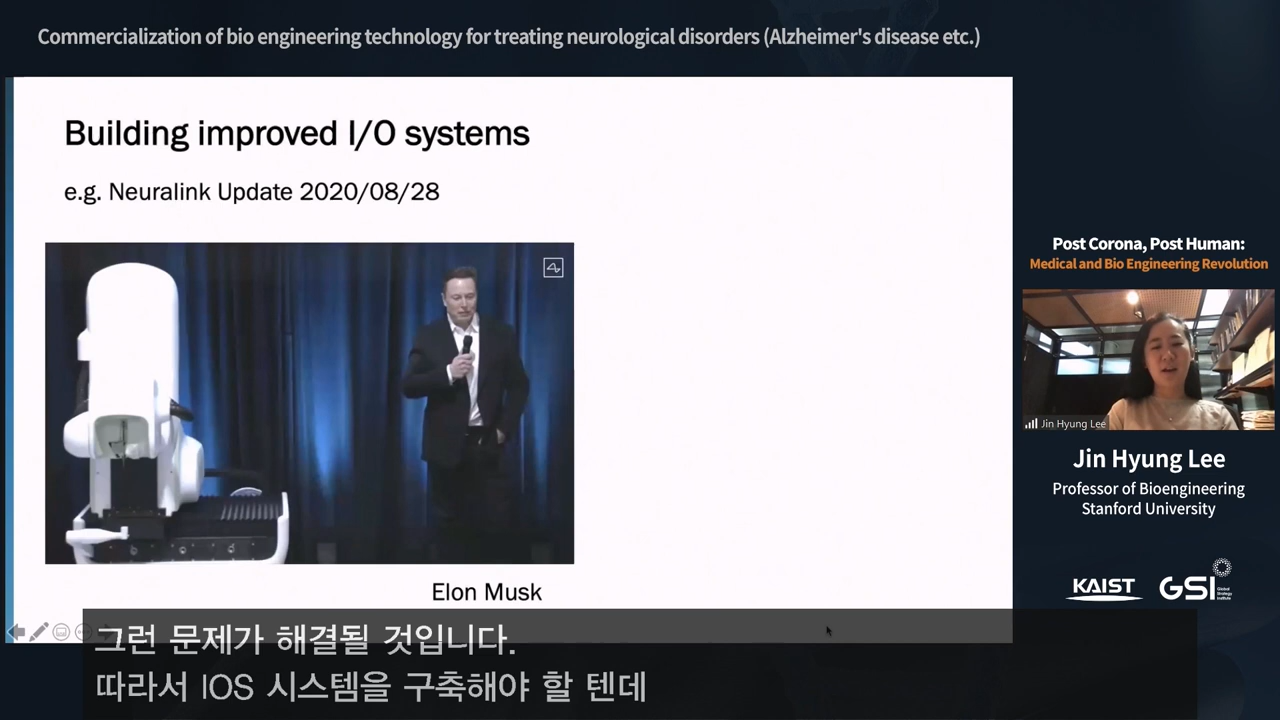 Commercialization of bio engineering technology for treating neurological disorders (Alzheimer's disease etc.)
Building improved I/O systems
e.g. Neuralink Update 2020/08/28
Elon Musk
Post Corona, Post Human:
Medical and Bio Engineering Revolution
Jin Hyung Lee
Jin Hyung Lee
Professor of Bioengineering
Stanford University
KAIST
GSI
Global
Strategy
Institute
그런 문제가 해결될 것입니다.
따라서 IOS 시스템을 구축해야 할 텐데